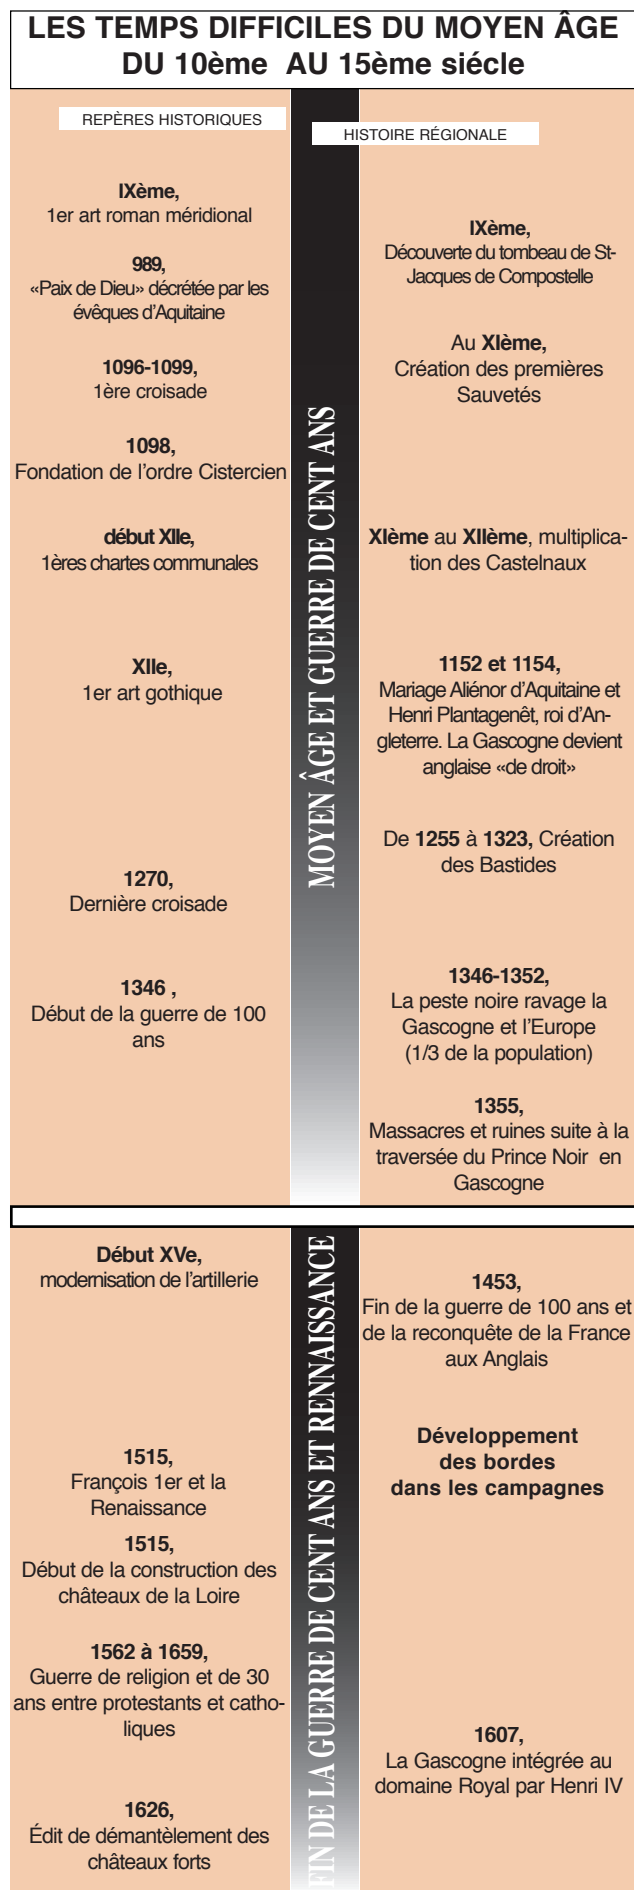 LES TEMPS DIFFICILES DU MOYEN ÂGE
DU 10ème AU 15ème siécle
REPÈRES HISTORIQUES
IXème,
1er art roman méridional
989,
«Paix de Dieu» décrétée par les
évêques d'Aquitaine
1096-1099,
1ère croisade
1098,
Fondation de l'ordre Cistercien
début XIIe,
1ères chartes communales
XIIe,
1er art gothique
1270,
Dernière croisade
1346 ,
Début de la guerre de 100
ans
MOYEN ÂGE ET GUERRE DE CENT ANS
HISTOIRE RÉGIONALE
IXème,
Découverte du tombeau de St-
Jacques de Compostelle
Au XIème,
Création des premières
Sauvetés
XIème au XIIème, multiplica-
tion des Castelnaux
1152 et 1154,
Mariage Aliénor d'Aquitaine et
Henri Plantagenêt, roi d'An-
gleterre. La Gascogne devient
anglaise «de droit»
De 1255 à 1323, Création
des Bastides
1346-1352,
La peste noire ravage la
Gascogne et l'Europe
(1/3 de la population)
1355,
Massacres et ruines suite à la
traversée du Prince Noir en
Gascogne
Début XVe,
modernisation de l'artillerie
1515,
François 1er et la
Renaissance
1515,
Début de la construction des
châteaux de la Loire
1562 à 1659,
Guerre de religion et de 30
ans entre protestants et catho-
liques
1626,
Édit de démantèlement des
châteaux forts
FIN DE LA GUERRE DE CENT ANS ET RENNAISSANCE
1453,
Fin de la guerre de 100 ans et
de la reconquête de la France
aux Anglais
Développement
des bordes
dans les campagnes
1607,
La Gascogne intégrée au
domaine Royal par Henri IV